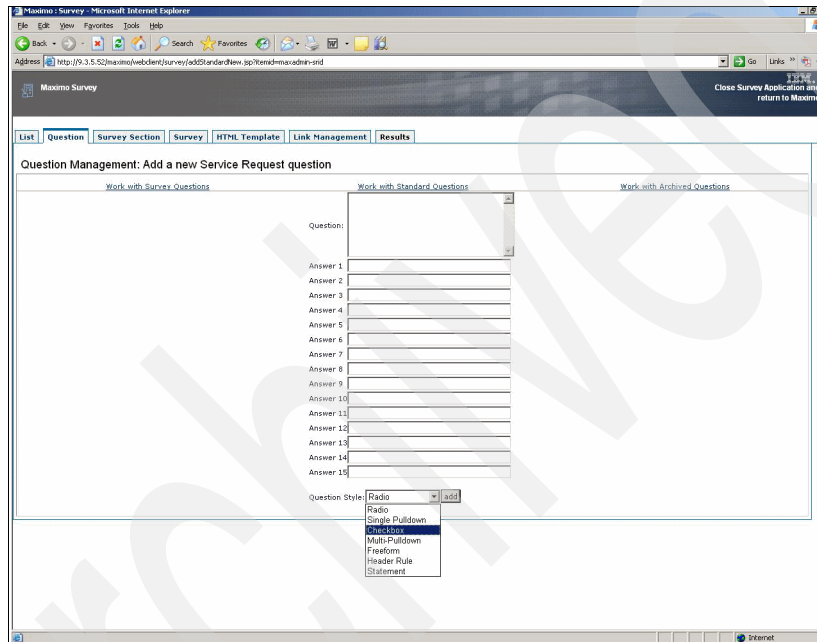 Maximo : Survey - Microsoft Internet Explorer
File Edit View Favorites Tools Help
Back Search Favorites
Address http://9.3.5.52/maximo/webclient/survey/addStandardNew.jsp?itemid=maxadmin-srid Go Links »
IBM.
Maximo Survey
Close Survey Application and
return to Maximo
List Question Survey Section Survey HTML Template Link Management Results
Question Management: Add a new Service Request question
Work with Survey Questions Work with Standard Questions Work with Archived Questions
Question:
Answer 1
Answer 2
Answer 3
Answer 4
Answer 5
Answer 6
Answer 7
Answer 8
Answer 9
Answer 10
Answer 11
Answer 12
Answer 13
Answer 14
Answer 15
Question Style: Radio add
Radio
Single Pulldown
Checkbox
Multi-Pulldown
Freeform
Header Rule
Statement
Internet